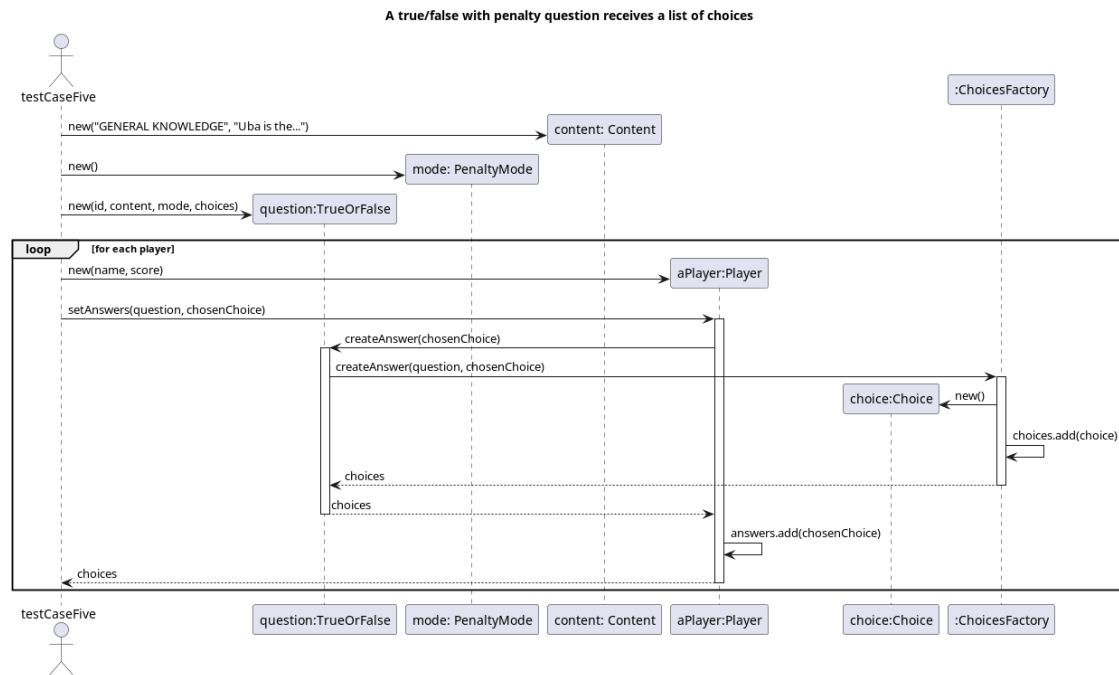 A true/false with penalty question receives a list of choices
testCaseFive
:ChoicesFactory
new("GENERAL KNOWLEDGE", "Uba is the...")
content: Content
new()
mode: PenaltyMode
new(id, content, mode, choices)
question:TrueOrFalse
loop [for each player]
new(name, score)
aPlayer:Player
setAnswers(question, chosenChoice)
createAnswer(chosenChoice)
createAnswer(question, chosenChoice)
choice:Choice
new()
choices.add(choice)
choices
choices
answers.add(chosenChoice)
choices
testCaseFive
question:TrueOrFalse
mode: PenaltyMode
content: Content
aPlayer:Player
choice:Choice
:ChoicesFactory